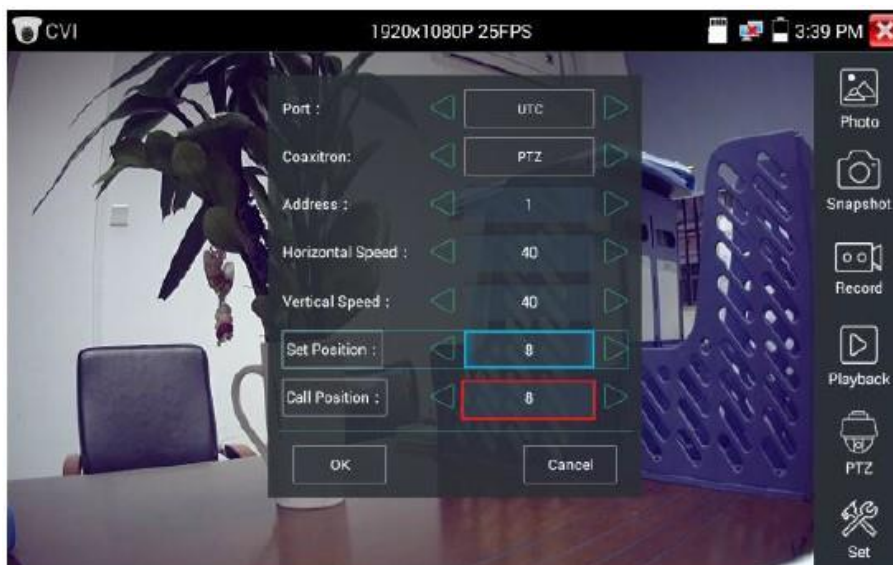 CVI 1920x1080P 25FPS 3:39 PM
Port : UTC
Coaxitron: PTZ
Address : 1
Horizontal Speed : 40
Vertical Speed : 40
Set Position : 8
Call Position : 8
OK Cancel
Photo
Snapshot
Record
Playback
PTZ
Set